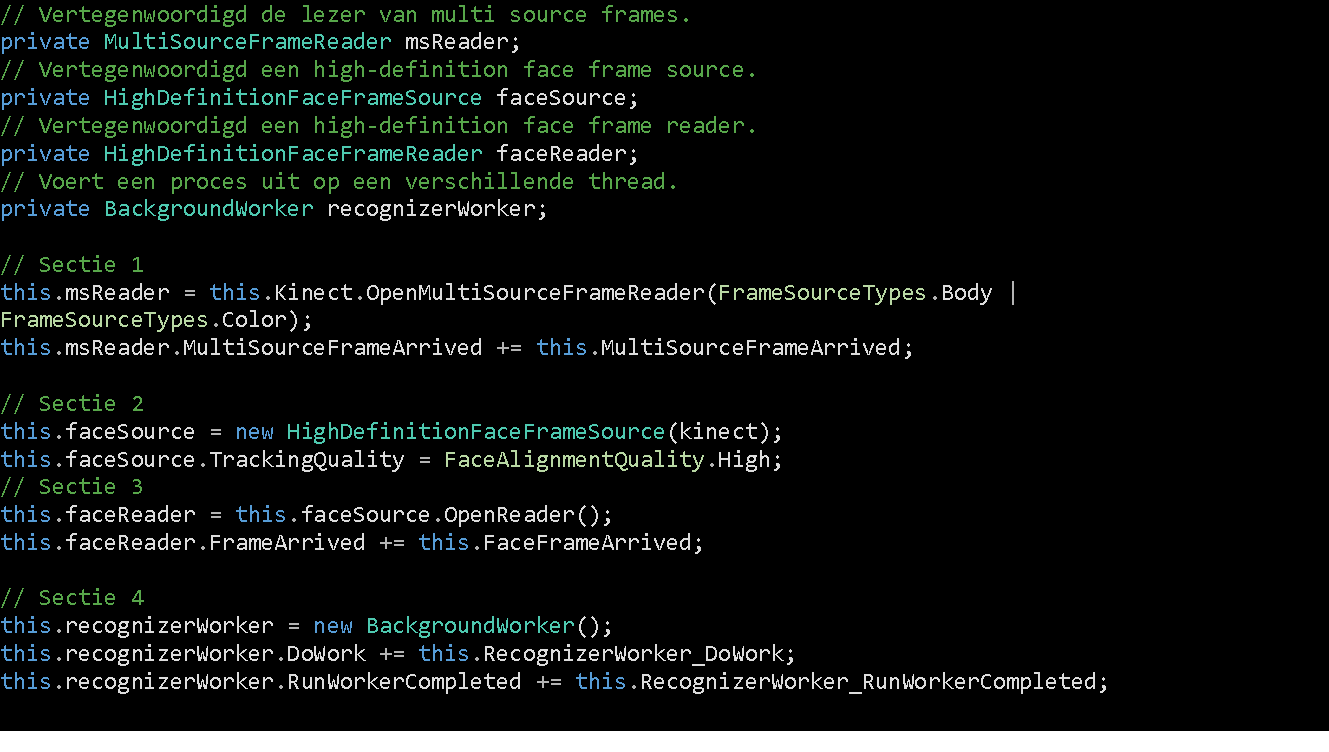 // Vertegenwoordigd de lezer van multi source frames.
private MultiSourceFrameReader msReader;
// Vertegenwoordigd een high-definition face frame source.
private HighDefinitionFaceFrameSource faceSource;
// Vertegenwoordigd een high-definition face frame reader.
private HighDefinitionFaceFrameReader faceReader;
// Voert een proces uit op een verschillende thread.
private BackgroundWorker recognizerWorker;
// Sectie 1
this.msReader = this.Kinect.OpenMultiSourceFrameReader(FrameSourceTypes.Body |
FrameSourceTypes.Color);
this.msReader.MultiSourceFrameArrived += this.MultiSourceFrameArrived;
// Sectie 2
this.faceSource = new HighDefinitionFaceFrameSource(kinect);
this.faceSource.TrackingQuality = FaceAlignmentQuality.High;
// Sectie 3
this.faceReader = this.faceSource.OpenReader();
this.faceReader.FrameArrived += this.FaceFrameArrived;
// Sectie 4
this.recognizerWorker = new BackgroundWorker();
this.recognizerWorker.DoWork += this.RecognizerWorker_DoWork;
this.recognizerWorker.RunWorkerCompleted += this.RecognizerWorker_RunWorkerCompleted;